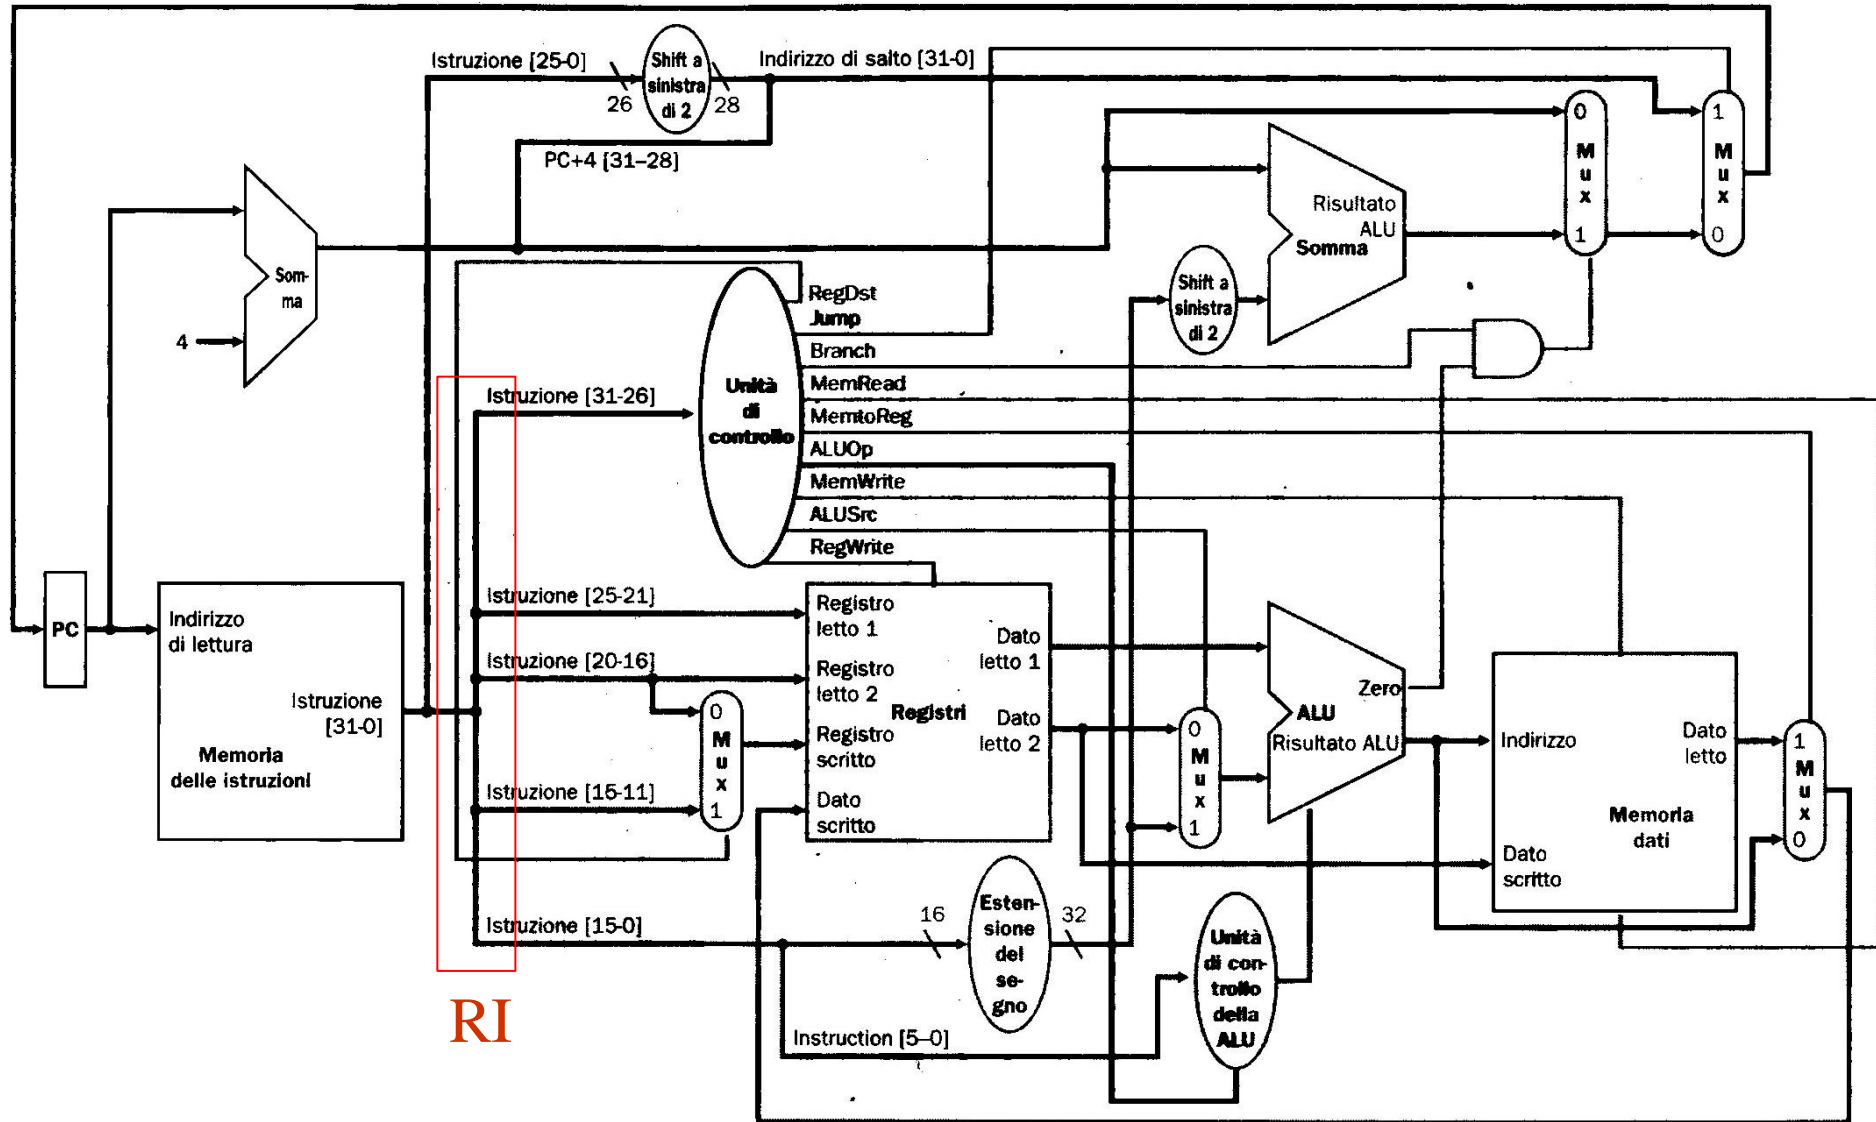 Istruzione [25-0]
26
Shift a
sinistra
di 2
28
Indirizzo di salto [31-0]
PC+4 [31–28]
0
M
u
x
1
1
M
u
x
0
Risultato
ALU
Somma
Som-
ma
4
Shift a
sinistra
di 2
RegDst
Jump
Branch
MemRead
MemtoReg
ALUOp
MemWrite
ALUSrc
RegWrite
Unità
di
controllo
Istruzione [31-26]
PC
Indirizzo
di lettura
Istruzione
[31-0]
Memoria
delle istruzioni
Istruzione [25-21]
Istruzione [20-16]
0
M
u
x
1
Istruzione [15-11]
Registro
letto 1
Registro
letto 2
Registro
scritto
Dato
scritto
Registri
Dato
letto 1
Dato
letto 2
0
M
u
x
1
Zero
ALU
Risultato ALU
Indirizzo
Dato
letto
Memoria
dati
Dato
scritto
1
M
u
x
0
Istruzione [15-0]
16
Esten-
sione
del
se-
gno
32
Unità
di con-
trollo
della
ALU
Instruction [5–0]
RI